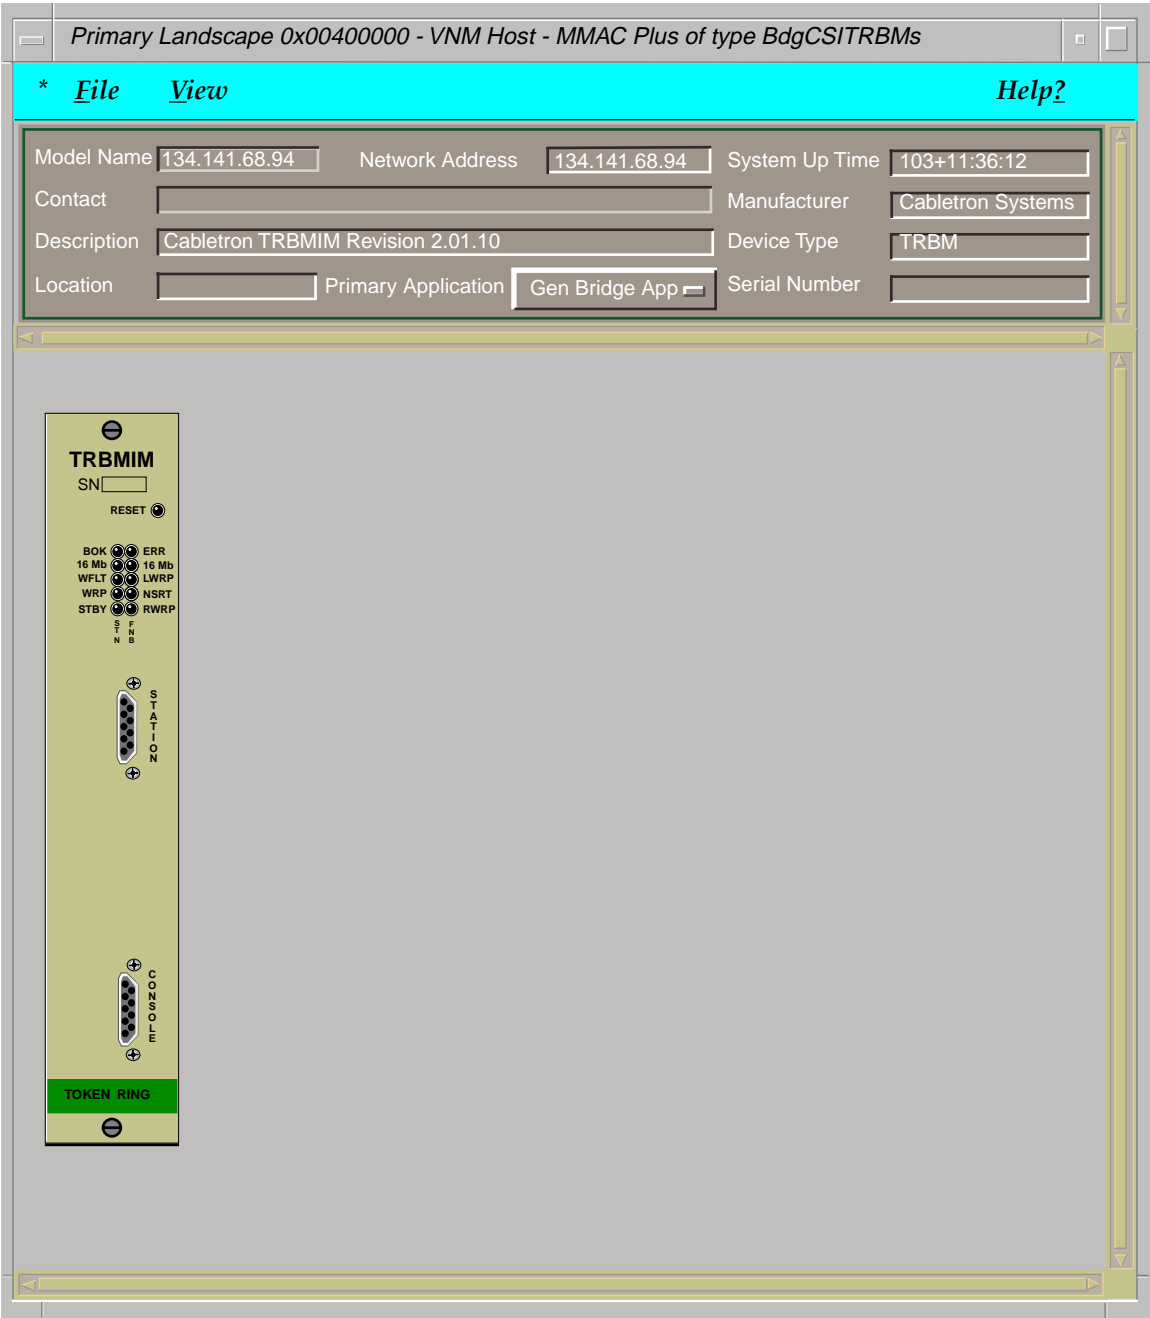 Primary Landscape 0x00400000 - VNM Host - MMAC Plus of type BdgCSITRBMs
* File View Help?
Model Name 134.141.68.94 Network Address 134.141.68.94 System Up Time 103+11:36:12
Contact Manufacturer Cabletron Systems
Description Cabletron TRBMIM Revision 2.01.10 Device Type TRBM
Location Primary Application Gen Bridge App Serial Number
TRBMIM
SN
RESET
BOK ERR
16 Mb 16 Mb
WFLT LWRP
WRP NSRT
STBY RWRP
STN FNB
STATION
CONSOLE
TOKEN RING